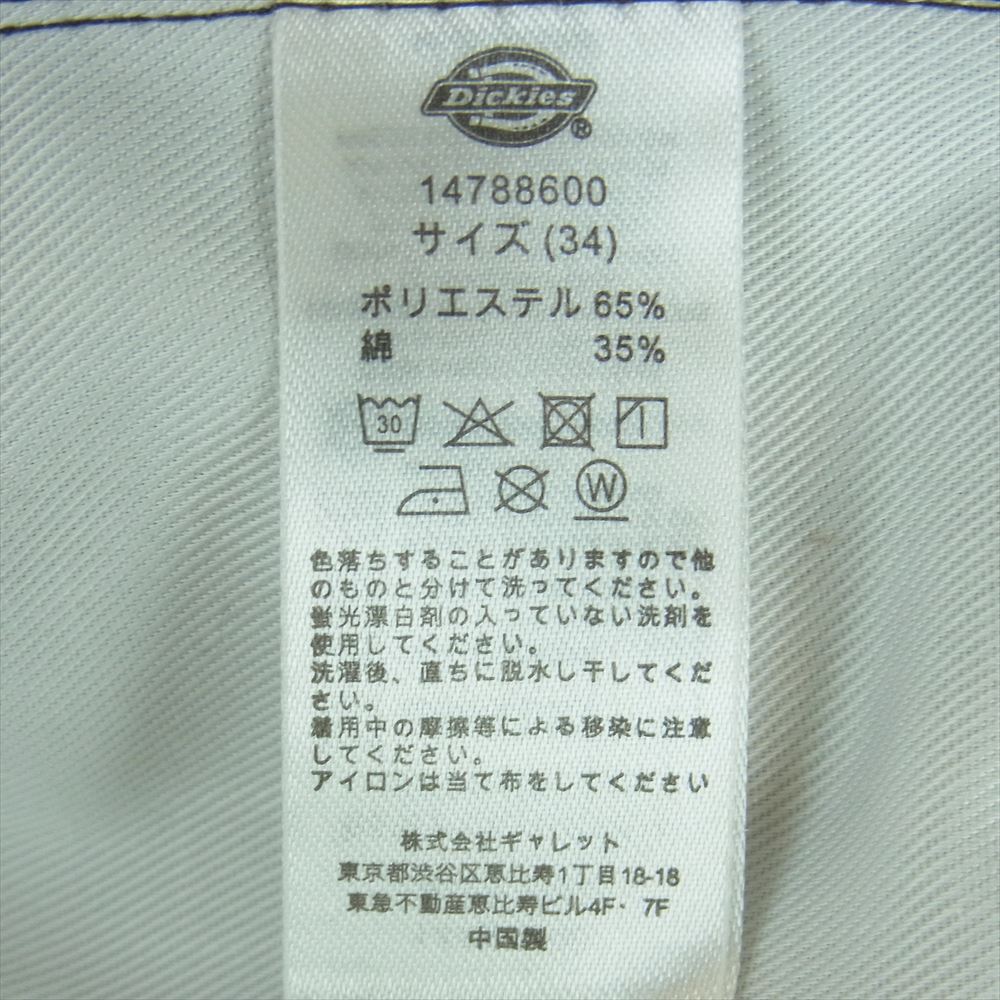 Dickies®
14788600
サイズ (34)
ポリエステル 65%
綿 35%
30
W
色落ちすることがありますので他
のものと分けて洗ってください。
蛍光漂白剤の入っていない洗剤を
使用してください。
洗濯後、直ちに脱水し干してくだ
さい。
着用中の摩擦等による移染に注意
してください。
アイロンは当て布をしてください
株式会社ギャレット
東京都渋谷区恵比寿1丁目18-18
東急不動産恵比寿ビル4F・7F
中国製